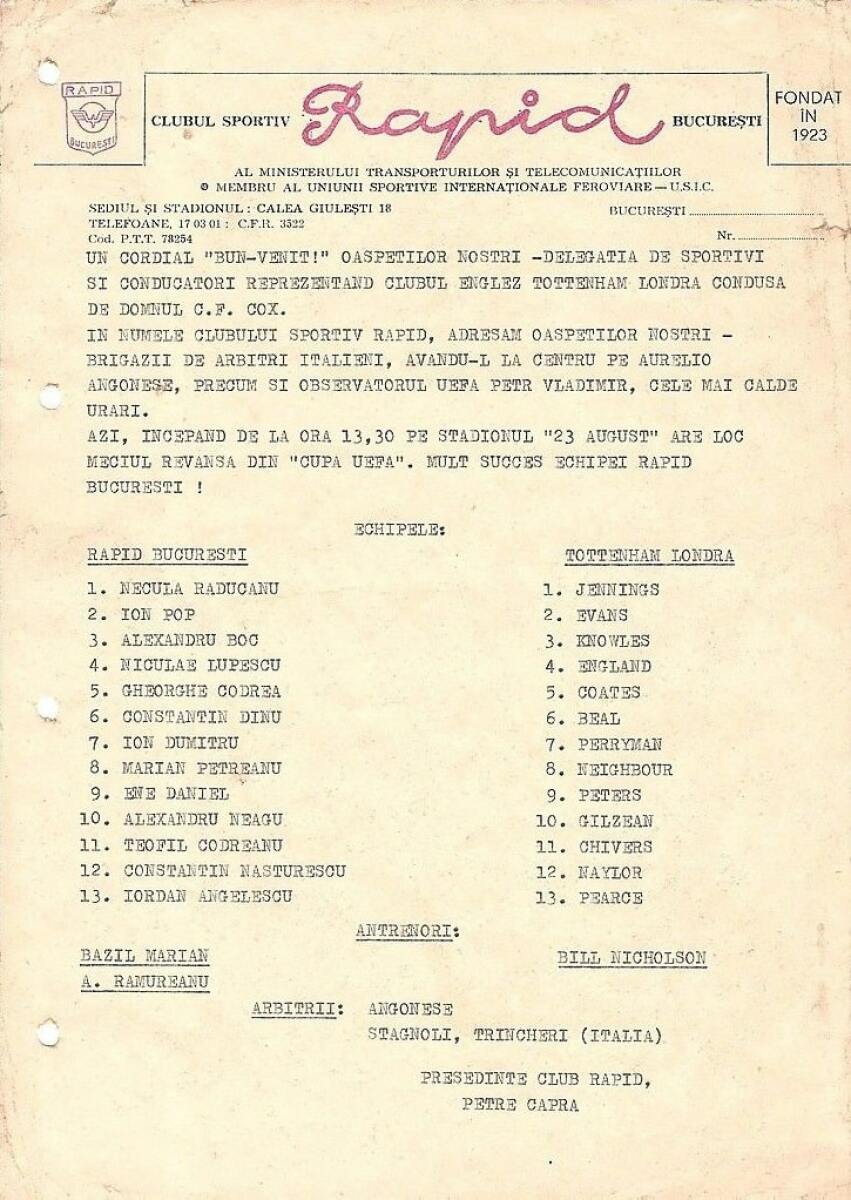 RAPID
BUCUREȘTI
CLUBUL SPORTIV Rapid BUCUREȘTI
FONDAT
ÎN
1923
AL MINISTERULUI TRANSPORTURILOR ȘI TELECOMUNICAȚIILOR
MEMBRU AL UNIUNII SPORTIVE INTERNAȚIONALE FEROVIARE — U.S.I.C.
SEDIUL ȘI STADIONUL : CALEA GIULEȘTI 18
TELEFOANE, 17 03 01 : C.F.R. 3522
Cod. P.T.T. 78254
BUCUREȘTI
Nr.
UN CORDIAL "BUN-VENIT!" OASPETILOR NOSTRI -DELEGATIA DE SPORTIVI
SI CONDUCATORI REPREZENTAND CLUBUL ENGLEZ TOTTENHAM LONDRA CONDUSA
DE DOMNUL C.F. COX.
IN NUMELE CLUBULUI SPORTIV RAPID, ADRESAM OASPETILOR NOSTRI -
BRIGAZII DE ARBITRI ITALIENI, AVANDU-L LA CENTRU PE AURELIO
ANGONESE, PRECUM SI OBSERVATORUL UEFA PETR VLADIMIR, CELE MAI CALDE
URARI.
AZI, INCEPAND DE LA ORA 13,30 PE STADIONUL "23 AUGUST" ARE LOC
MECIUL REVANSA DIN "CUPA UEFA". MULT SUCCES ECHIPEI RAPID
BUCURESTI !
ECHIPELE:
RAPID BUCURESTI
1. NECULA RADUCANU
2. ION POP
3. ALEXANDRU BOC
4. NICULAE LUPESCU
5. GHEORGHE CODREA
6. CONSTANTIN DINU
7. ION DUMITRU
8. MARIAN PETREANU
9. ENE DANIEL
10. ALEXANDRU NEAGU
11. TEOFIL CODREANU
12. CONSTANTIN NASTURESCU
13. IORDAN ANGELESCU
TOTTENHAM LONDRA
1. JENNINGS
2. EVANS
3. KNOWLES
4. ENGLAND
5. COATES
6. BEAL
7. PERRYMAN
8. NEIGHBOUR
9. PETERS
10. GILZEAN
11. CHIVERS
12. NAYLOR
13. PEARCE
ANTRENORI:
BAZIL MARIAN
A. RAMUREANU
BILL NICHOLSON
ARBITRII: ANGONESE
STAGNOLI, TRINCHERI (ITALIA)
PRESEDINTE CLUB RAPID,
PETRE CAPRA